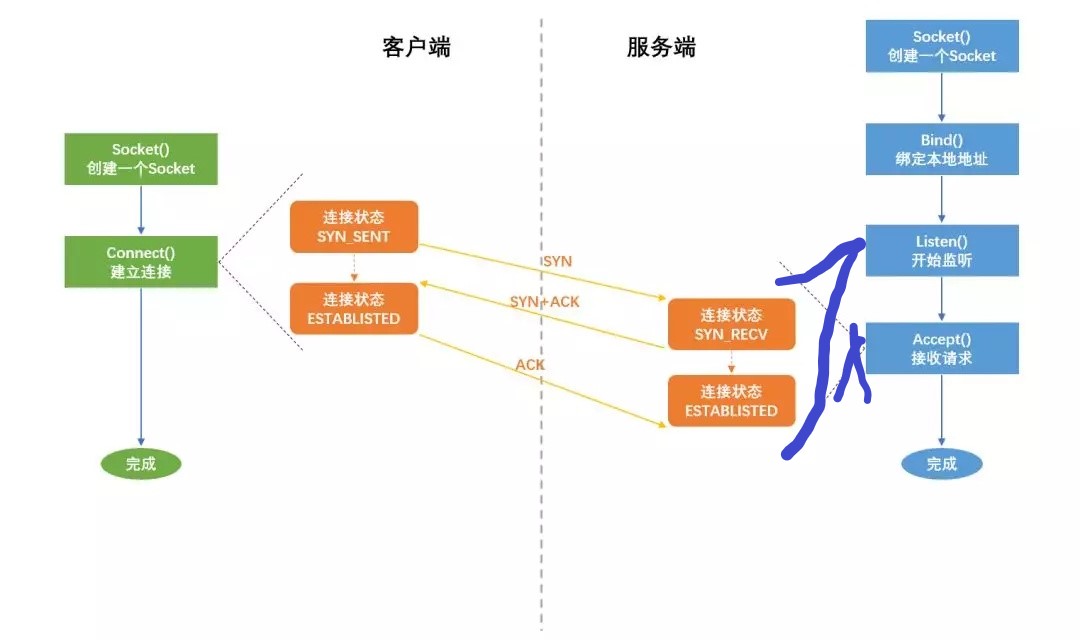 客户端
服务端
Socket()
创建一个Socket
Socket()
创建一个Socket
Bind()
绑定本地地址
Connect()
建立连接
连接状态
SYN_SENT
SYN
Listen()
开始监听
连接状态
ESTABLISTED
SYN+ACK
连接状态
SYN_RECV
Accept()
接收请求
ACK
连接状态
ESTABLISTED
完成
完成